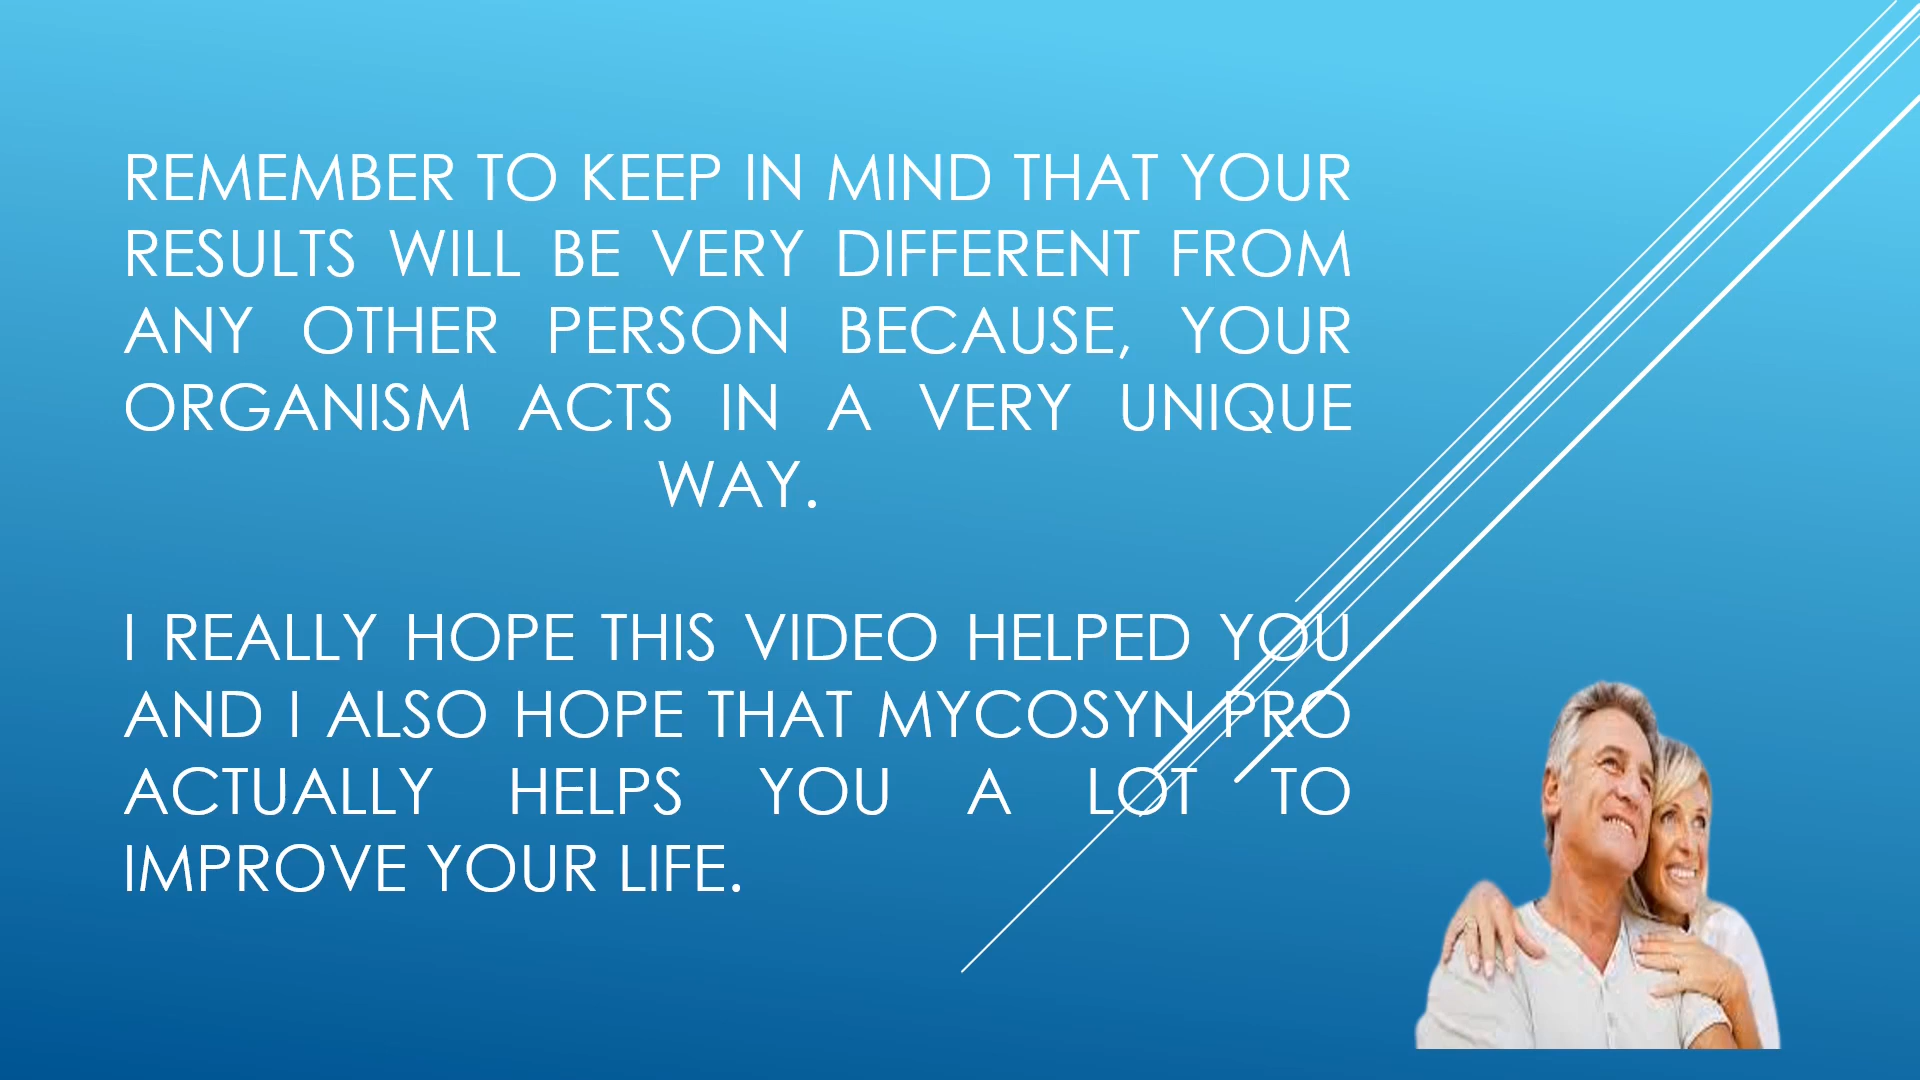 REMEMBER TO KEEP IN MIND THAT YOUR
RESULTS WILL BE VERY DIFFERENT FROM
ANY OTHER PERSON BECAUSE, YOUR
ORGANISM ACTS IN A VERY UNIQUE
WAY.
I REALLY HOPE THIS VIDEO HELPED YOU
AND I ALSO HOPE THAT MYCOSYN PRO
ACTUALLY HELPS YOU A LOT TO
IMPROVE YOUR LIFE.